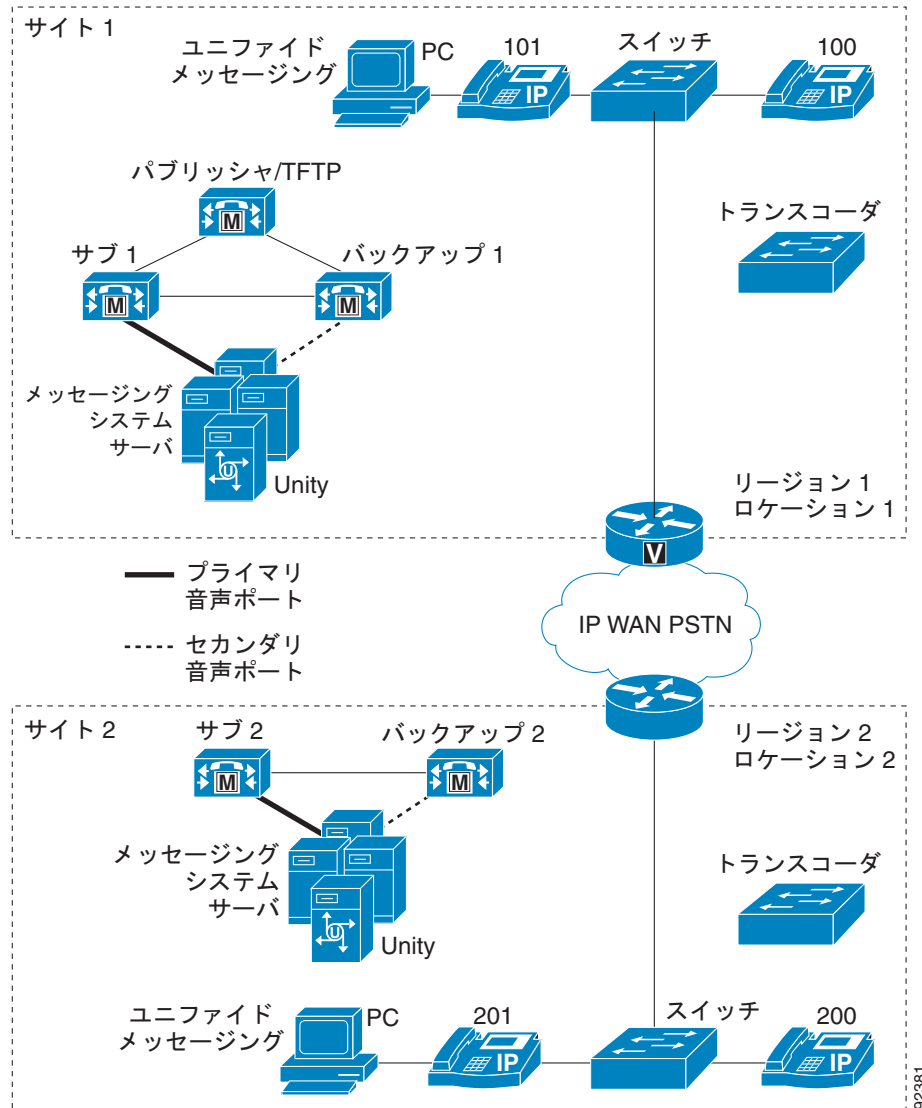 サイト 1
ユニファイド
メッセージング
PC
101
スイッチ
100
IP
IP
パブリッシャ/TFTP
M
トランスコーダ
サブ 1
バックアップ 1
M
M
メッセージング
システム
サーバ
U
Unity
リージョン 1
ロケーション 1
V
プライマリ
音声ポート
IP WAN PSTN
セカンダリ
音声ポート
サイト 2
サブ 2
バックアップ 2
リージョン 2
ロケーション 2
M
M
メッセージング
システム
サーバ
トランスコーダ
U
Unity
ユニファイド
メッセージング
PC
201
スイッチ
200
IP
IP
92381